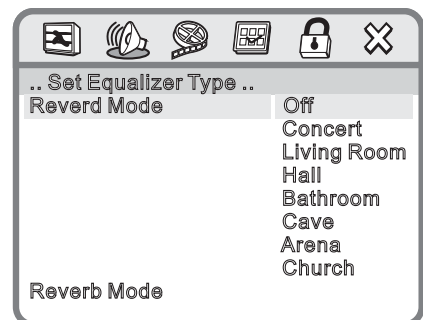 .. Set Equalizer Type ..
Reverd Mode Off
Concert
Living Room
Hall
Bathroom
Cave
Arena
Church
Reverb Mode